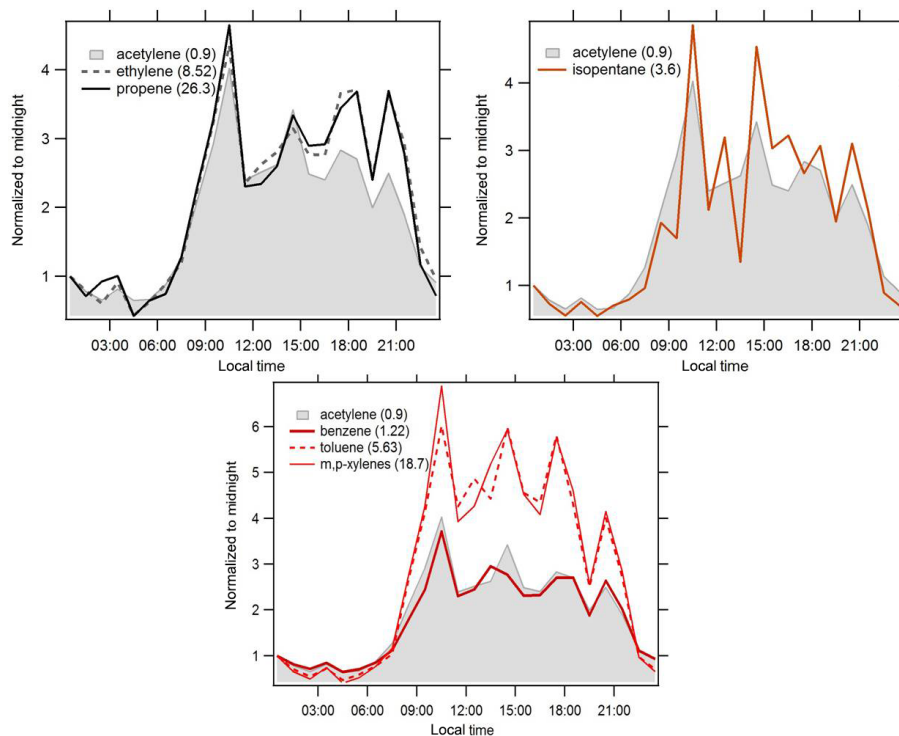 acetylene (0.9)
ethylene (8.52)
propene (26.3)
Normalized to midnight
4
3
2
1
03:00 06:00 09:00 12:00 15:00 18:00 21:00
Local time
acetylene (0.9)
isopentane (3.6)
Normalized to midnight
4
3
2
1
03:00 06:00 09:00 12:00 15:00 18:00 21:00
Local time
acetylene (0.9)
benzene (1.22)
toluene (5.63)
m,p-xylenes (18.7)
Normalized to midnight
6
5
4
3
2
1
03:00 06:00 09:00 12:00 15:00 18:00 21:00
Local time